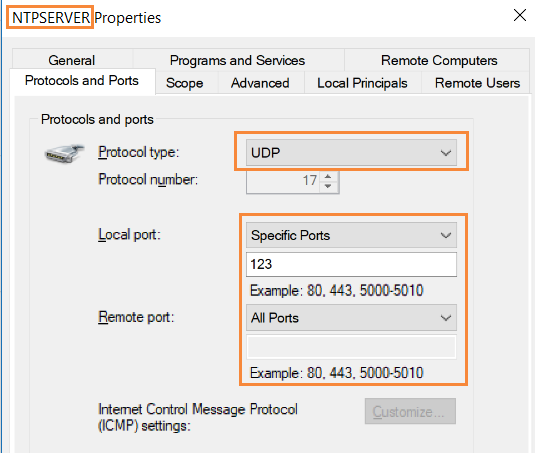 NTPSERVER Properties
General Programs and Services Remote Computers
Protocols and Ports Scope Advanced Local Principals Remote Users
Protocols and ports
Protocol type: UDP
Protocol number: 17
Local port: Specific Ports
123
Example: 80, 443, 5000-5010
Remote port: All Ports
Example: 80, 443, 5000-5010
Internet Control Message Protocol
(ICMP) settings: Customize...